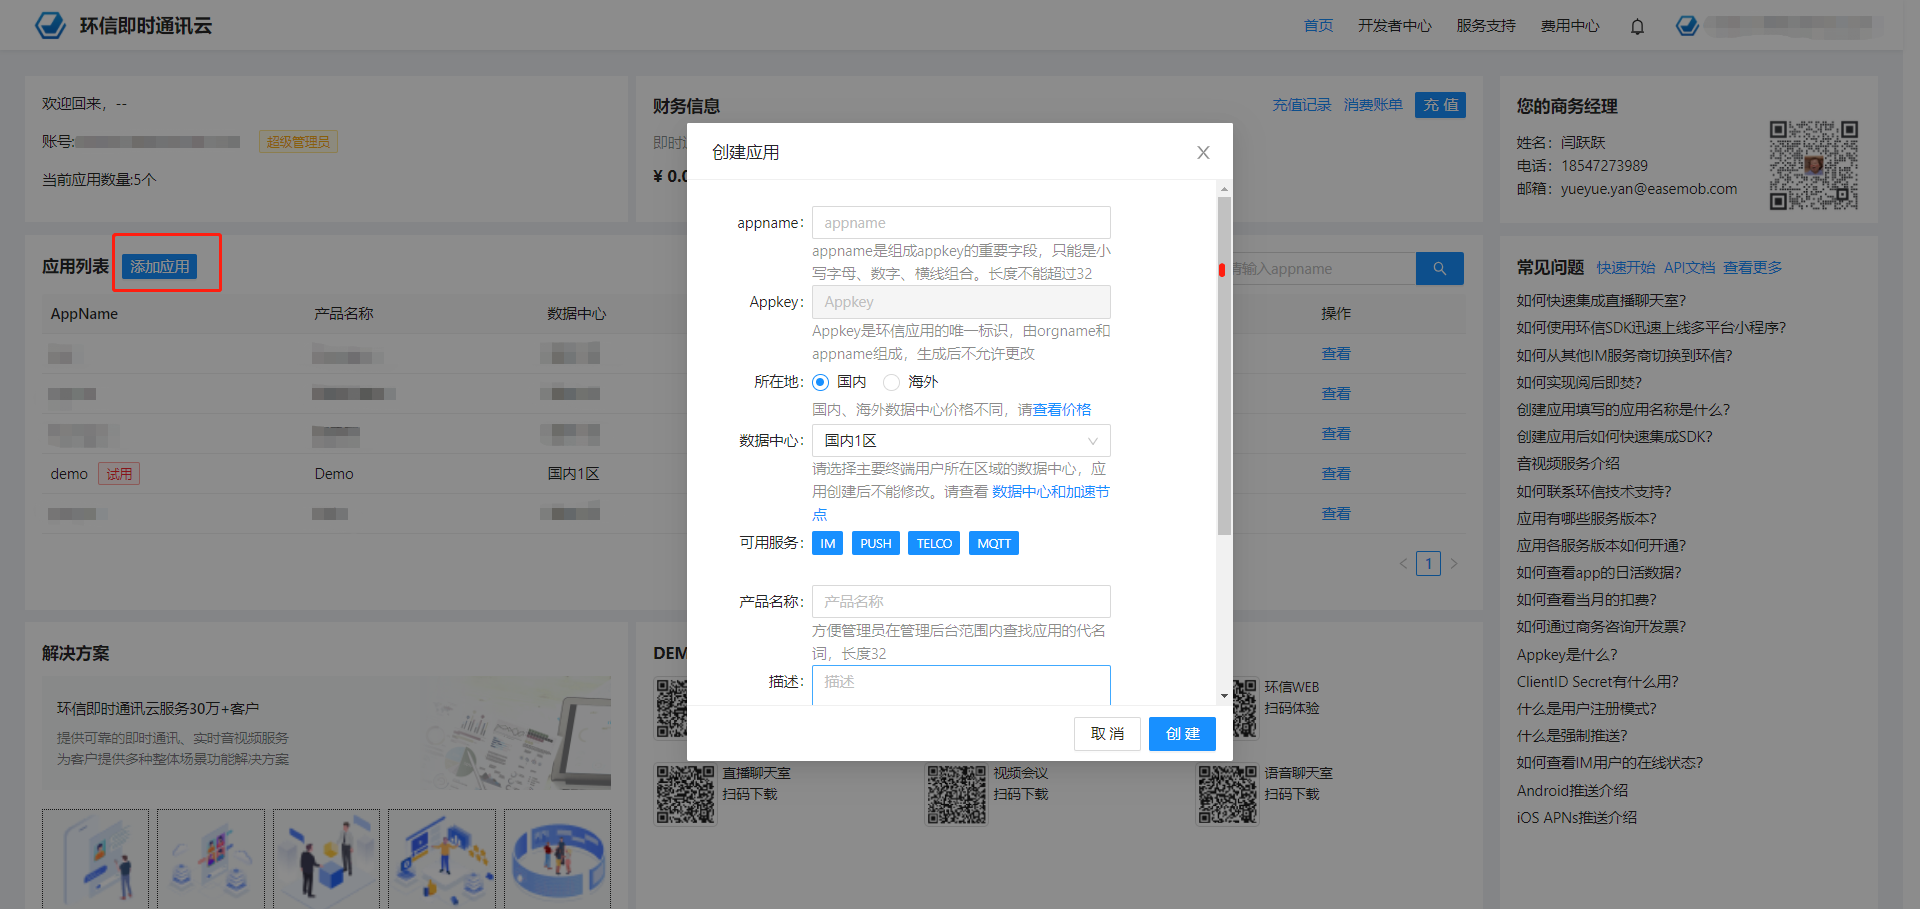 环信即时通讯云
首页 开发者中心 服务支持 费用中心
欢迎回来，--
账号:
超级管理员
当前应用数量:5个
财务信息
充值记录 消费账单 充 值
即时
¥ 0.0
您的商务经理
姓名：闫跃跃
电话：18547273989
邮箱：yueyue.yan@easemob.com
应用列表 添加应用
请输入appname
AppName 产品名称 数据中心 操作
查看
查看
查看
demo 试用 Demo 国内1区 查看
查看
1
创建应用
appname: appname
appname是组成appkey的重要字段，只能是小
写字母、数字、横线组合。长度不能超过32
Appkey: Appkey
Appkey是环信应用的唯一标识，由orgname和
appname组成，生成后不允许更改
所在地: 国内 海外
国内、海外数据中心价格不同，请查看价格
数据中心: 国内1区
请选择主要终端用户所在区域的数据中心，应
用创建后不能修改。请查看 数据中心和加速节
点
可用服务: IM PUSH TELCO MQTT
产品名称: 产品名称
方便管理员在管理后台范围内查找应用的代名
词，长度32
描述: 描述
取 消 创 建
常见问题 快速开始 API文档 查看更多
如何快速集成直播聊天室?
如何使用环信SDK迅速上线多平台小程序?
如何从其他IM服务商切换到环信?
如何实现阅后即焚?
创建应用填写的应用名称是什么?
创建应用后如何快速集成SDK?
音视频服务介绍
如何联系环信技术支持?
应用有哪些服务版本?
应用各服务版本如何开通?
如何查看app的日活数据?
如何查看当月的扣费?
如何通过商务咨询开发票?
Appkey是什么?
ClientID Secret有什么用?
什么是用户注册模式?
什么是强制推送?
如何查看IM用户的在线状态?
Android推送介绍
iOS APNs推送介绍
解决方案
环信即时通讯云服务30万+客户
提供可靠的即时通讯、实时音视频服务
为客户提供多种整体场景功能解决方案
DEM
环信WEB
扫码体验
直播聊天室
扫码下载
视频会议
扫码下载
语音聊天室
扫码下载